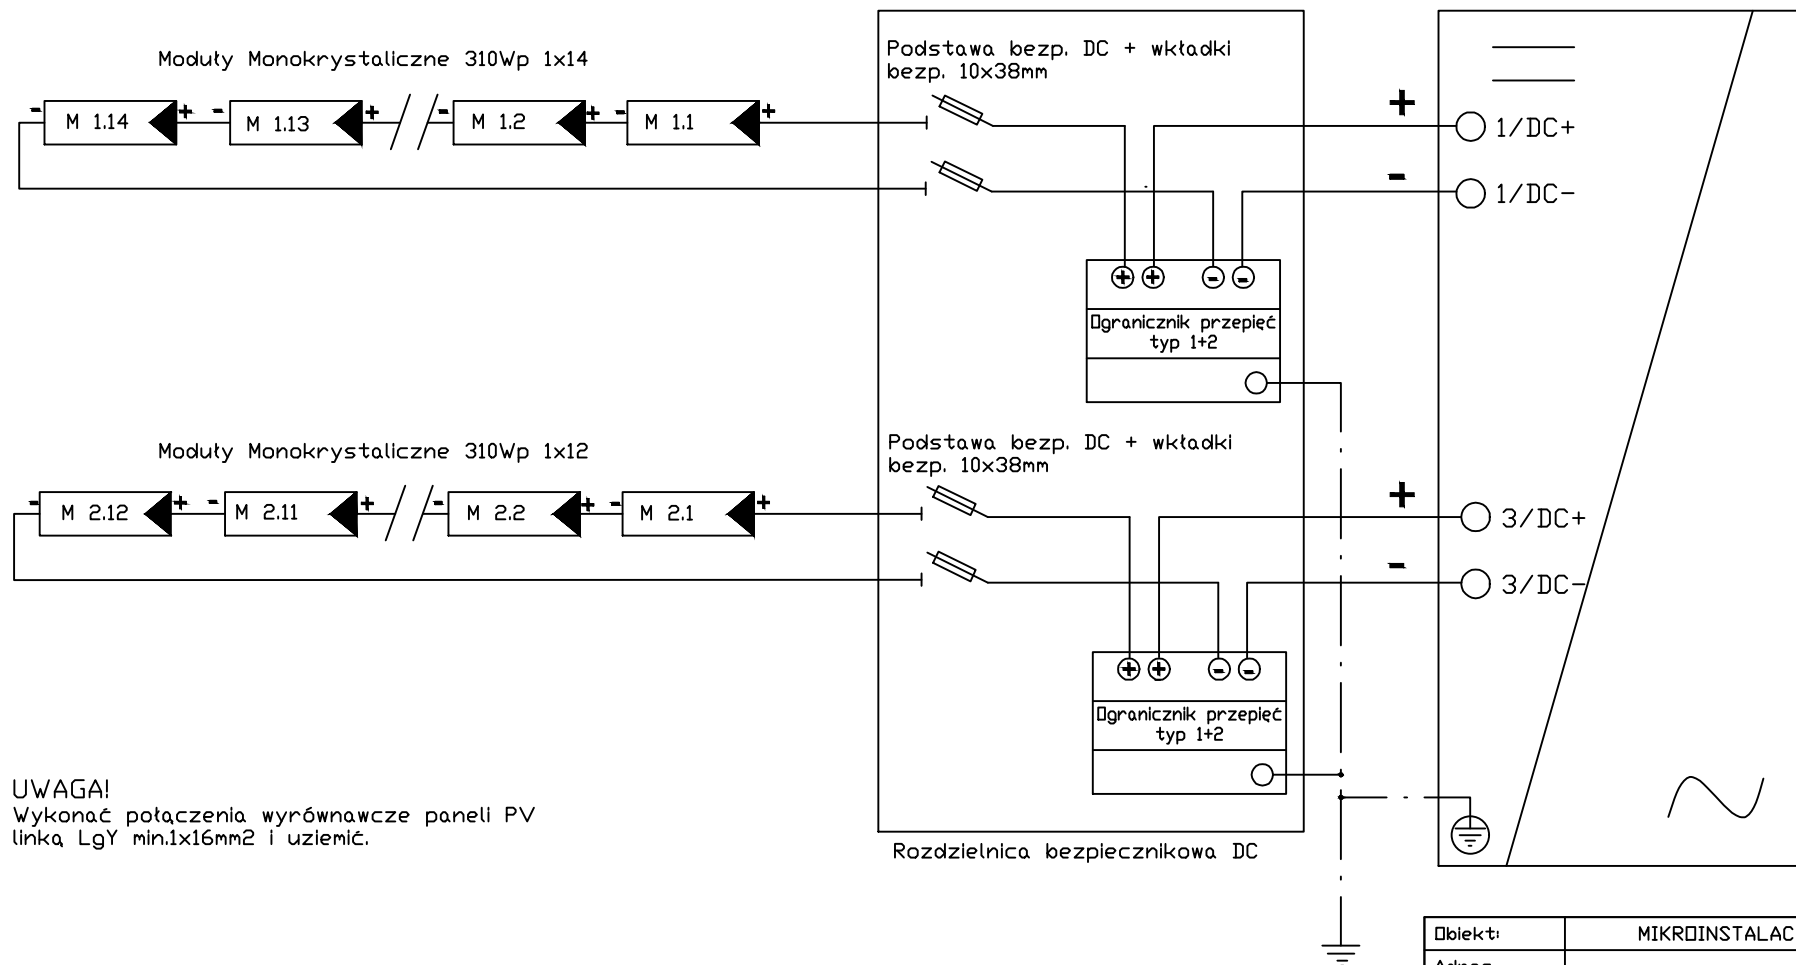 Moduły Monokrystaliczne 310Wp 1x14
Podstawa bezp. DC + wkładki
bezp. 10x38mm
- M 1.14 + - M 1.13 + - M 1.2 + - M 1.1 +
+ 1/DC+
- 1/DC-
+ + - -
Ogranicznik przepięć
typ 1+2
Moduły Monokrystaliczne 310Wp 1x12
Podstawa bezp. DC + wkładki
bezp. 10x38mm
- M 2.12 + - M 2.11 + - M 2.2 + - M 2.1 +
+ 3/DC+
- 3/DC-
+ + - -
Ogranicznik przepięć
typ 1+2
UWAGA!
Wykonać połączenia wyrównawcze paneli PV
linką LgY min.1x16mm2 i uziemić.
Rozdzielnica bezpiecznikowa DC
Obiekt: MIKROINSTALAC